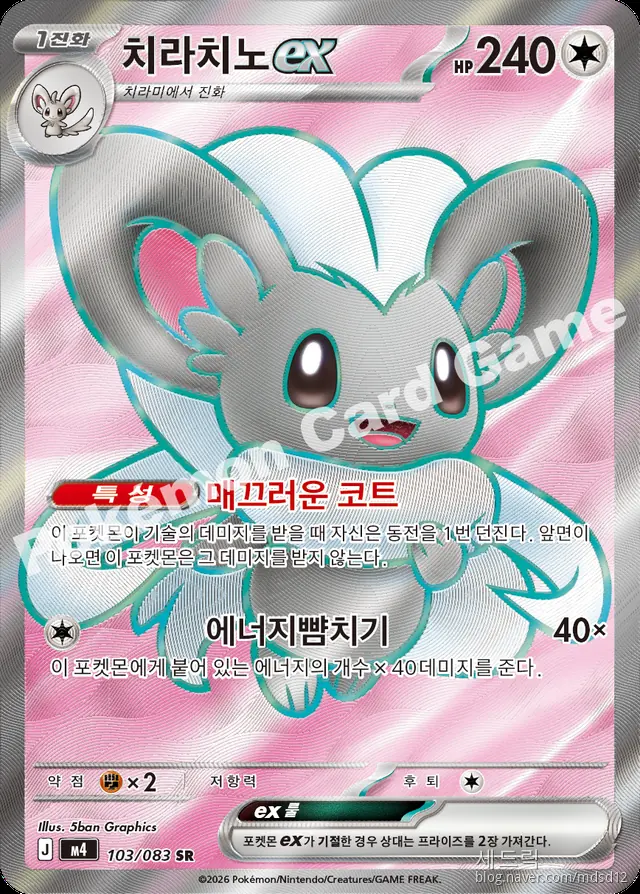 1진화
치라치노ex
HP 240
치라미에서 진화
Pokémon Card Game
특성 매끄러운 코트
이 포켓몬이 기술의 데미지를 받을 때 자신은 동전을 1번 던진다. 앞면이
나오면 이 포켓몬은 그 데미지를 받지 않는다.
에너지뺨치기 40×
이 포켓몬에게 붙어 있는 에너지의 개수×40데미지를 준다.
약점 ×2 저항력 후퇴
ex 룰
포켓몬 ex가 기절한 경우 상대는 프라이즈를 2장 가져간다.
Illus. 5ban Graphics
J M4 103/083 SR
©2026 Pokémon/Nintendo/Creatures/GAME FREAK.
세드릭
blog.naver.com/mdsd12